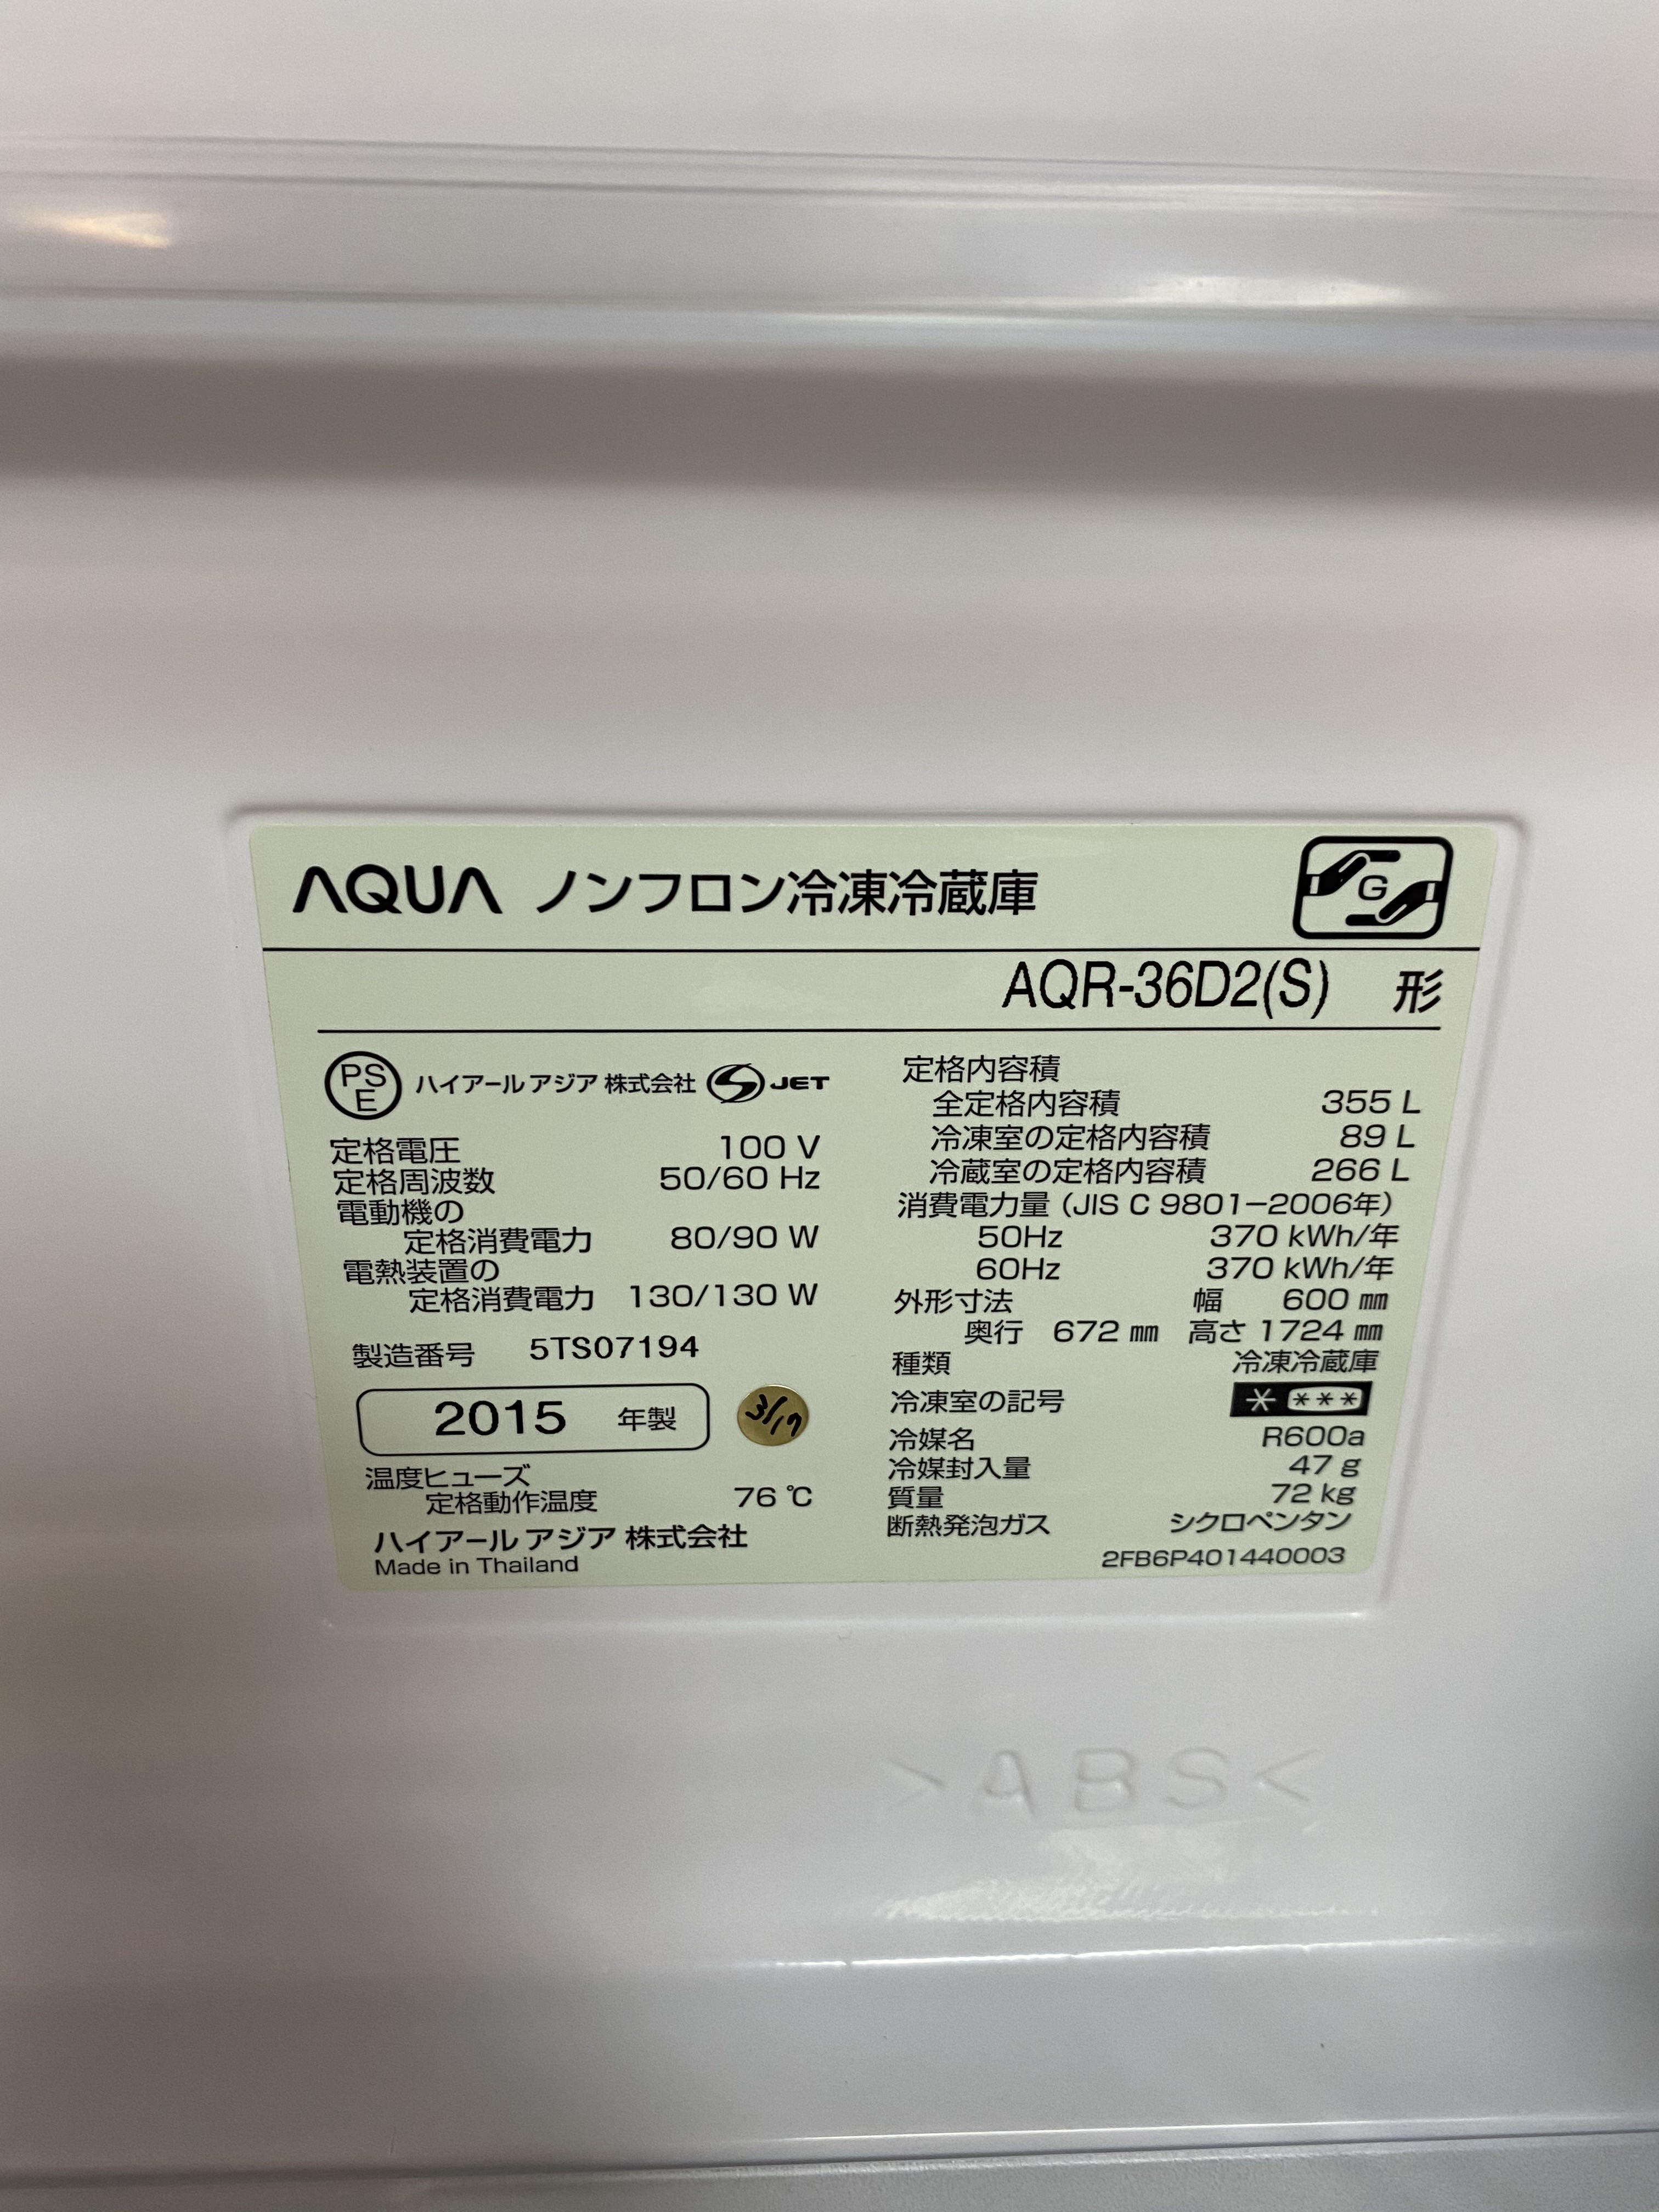 AQUA ノンフロン冷凍冷蔵庫
G
AQR-36D2(S) 形
PS E ハイアール アジア 株式会社 S JET
定格電圧 100 V
定格周波数 50/60 Hz
電動機の
定格消費電力 80/90 W
電熱装置の
定格消費電力 130/130 W
製造番号 5TS07194
2015 年製 3/17
温度ヒューズ
定格動作温度 76 ℃
ハイアール アジア 株式会社
Made in Thailand
定格内容積
全定格内容積 355 L
冷凍室の定格内容積 89 L
冷蔵室の定格内容積 266 L
消費電力量（JIS C 9801−2006年）
50Hz 370 kWh/年
60Hz 370 kWh/年
外形寸法 幅 600 ㎜
奥行 672 ㎜ 高さ 1724 ㎜
種類 冷凍冷蔵庫
冷凍室の記号 * ***
冷媒名 R600a
冷媒封入量 47 g
質量 72 kg
断熱発泡ガス シクロペンタン
2FB6P401440003
>ABS<